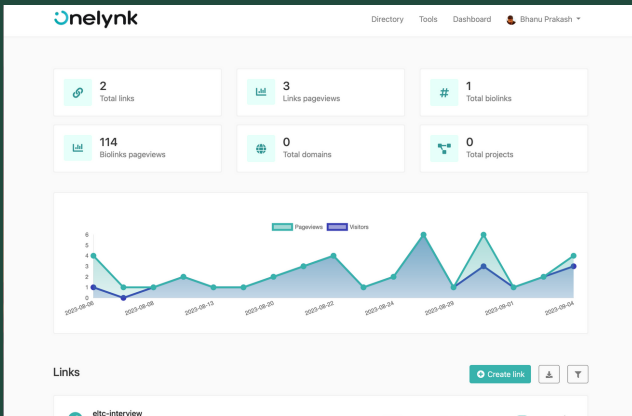 Onelynk
Directory Tools Dashboard Bhanu Prakash
2
Total links
3
Links pageviews
#
1
Total biolinks
114
Biolinks pageviews
0
Total domains
0
Total projects
Pageviews Visitors
6
5
4
3
2
1
0
2023-08-06 2023-08-08 2023-08-13 2023-08-20 2023-08-22 2023-08-24 2023-08-29 2023-09-01 2023-09-04
Links
Create link
eltc-interview